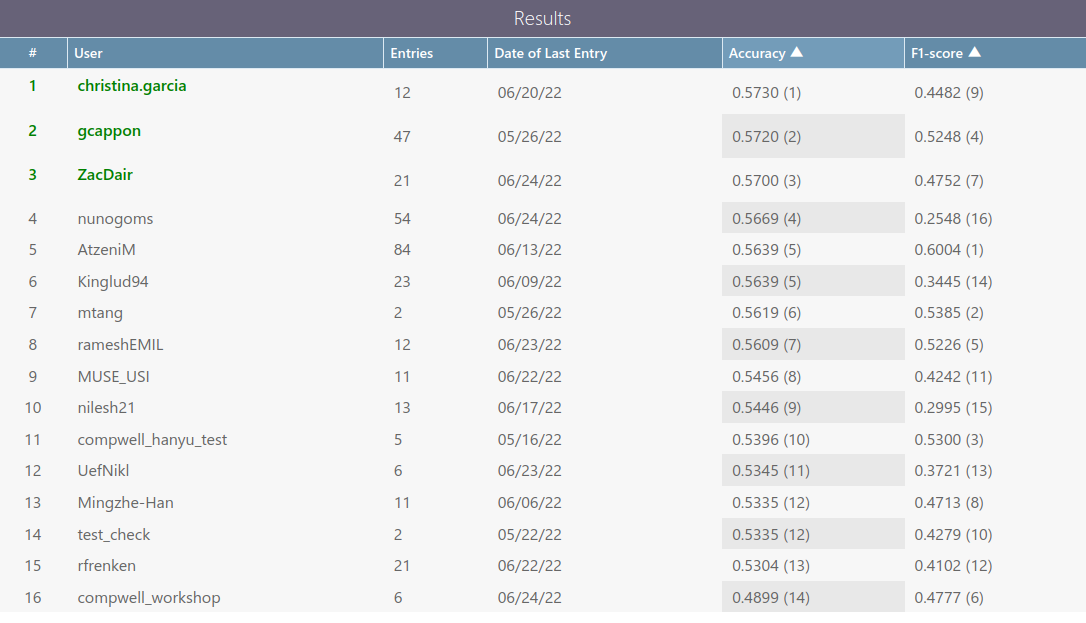 Results
# User Entries Date of Last Entry Accuracy ▲ F1-score ▲
1 christina.garcia 12 06/20/22 0.5730 (1) 0.4482 (9)
2 gcappon 47 05/26/22 0.5720 (2) 0.5248 (4)
3 ZacDair 21 06/24/22 0.5700 (3) 0.4752 (7)
4 nunogoms 54 06/24/22 0.5669 (4) 0.2548 (16)
5 AtzeniM 84 06/13/22 0.5639 (5) 0.6004 (1)
6 Kinglud94 23 06/09/22 0.5639 (5) 0.3445 (14)
7 mtang 2 05/26/22 0.5619 (6) 0.5385 (2)
8 rameshEMIL 12 06/23/22 0.5609 (7) 0.5226 (5)
9 MUSE_USI 11 06/22/22 0.5456 (8) 0.4242 (11)
10 nilesh21 13 06/17/22 0.5446 (9) 0.2995 (15)
11 compwell_hanyu_test 5 05/16/22 0.5396 (10) 0.5300 (3)
12 UefNikl 6 06/23/22 0.5345 (11) 0.3721 (13)
13 Mingzhe-Han 11 06/06/22 0.5335 (12) 0.4713 (8)
14 test_check 2 05/22/22 0.5335 (12) 0.4279 (10)
15 rfrenken 21 06/22/22 0.5304 (13) 0.4102 (12)
16 compwell_workshop 6 06/24/22 0.4899 (14) 0.4777 (6)